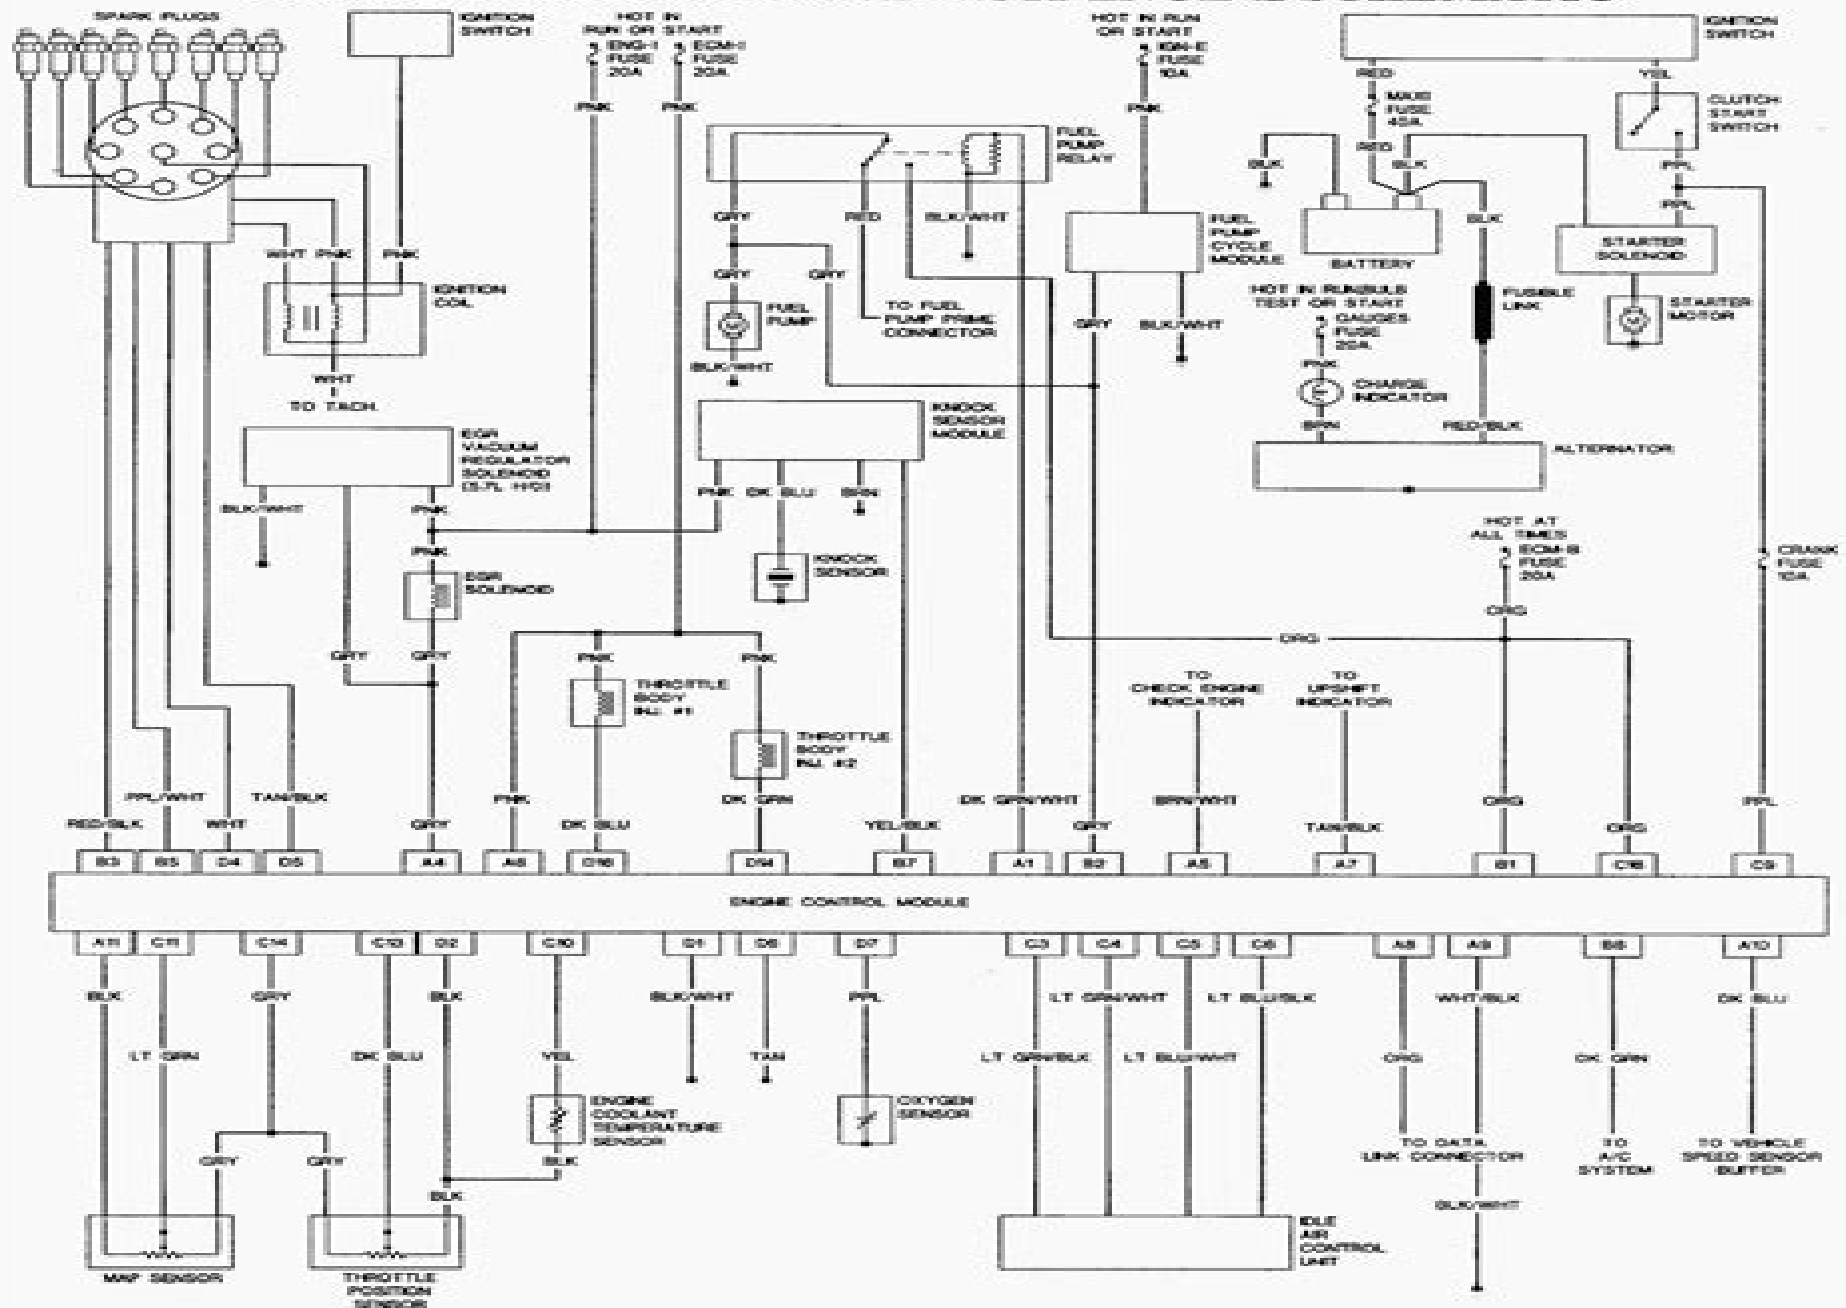 SPARK PLUGS
IGNITION
SWITCH
HOT IN
RUN OR START
ENG-1
FUSE
20A
ECM-1
FUSE
20A
HOT IN RUN
OR START
IGN-E
FUSE
10A
IGNITION
SWITCH
RED
YEL
MAXI
FUSE
40A
CLUTCH
START
SWITCH
PNK
PNK
PNK
FUEL
PUMP
RELAY
RED
BLK
BLK
PPL
PPL
GRY
RED
BLK/WHT
FUEL
PUMP
CYCLE
MODULE
BLK
STARTER
SOLENOID
BATTERY
WHT
PNK
PNK
GRY
GRY
IGNITION
COIL
FUEL
PUMP
TO FUEL
PUMP PRIME
CONNECTOR
HOT IN RUN/BULB
TEST OR START
GAUGES
FUSE
20A
FUSIBLE
LINK
STARTER
MOTOR
GRY
BLK/WHT
PNK
BLK/WHT
WHT
TO TACH.
CHARGE
INDICATOR
BRN
RED/BLK
KNOCK
SENSOR
MODULE
ALTERNATOR
EGR
VACUUM
REGULATOR
SOLENOID
PNK
DK BLU
BRN
BLK/WHT
PNK
HOT AT
ALL TIMES
ECM-B
FUSE
20A
CRANK
FUSE
10A
PNK
EGR
SOLENOID
KNOCK
SENSOR
ORG
ORG
GRY
GRY
PNK
PNK
THROTTLE
BODY
INJ. #1
TO
CHECK ENGINE
INDICATOR
TO
UPSHIFT
INDICATOR
THROTTLE
BODY
INJ. #2
PPL/WHT
TAN/BLK
PNK
DK GRN
DK GRN/WHT
BRN/WHT
ORG
PPL
RED/BLK
WHT
GRY
DK BLU
YEL/BLK
GRY
TAN/BLK
ORG
B3
B5
D4
D5
A4
A6
D16
D14
B7
A1
B2
A5
A7
B1
C16
C9
ENGINE CONTROL MODULE
A11
C11
C14
C13
D2
C10
D1
D6
D7
C3
C4
C5
C6
A8
A9
B8
A10
BLK
GRY
BLK
BLK/WHT
PPL
LT GRN/WHT
LT BLU/BLK
WHT/BLK
DK BLU
LT GRN
DK BLU
YEL
TAN
LT GRN/BLK
LT BLU/WHT
ORG
DK GRN
ENGINE
COOLANT
TEMPERATURE
SENSOR
OXYGEN
SENSOR
TO DATA
LINK CONNECTOR
TO
A/C
SYSTEM
TO VEHICLE
SPEED SENSOR
BUFFER
GRY
GRY
BLK
BLK
BLK/WHT
IDLE
AIR
CONTROL
UNIT
MAP SENSOR
THROTTLE
POSITION
SENSOR